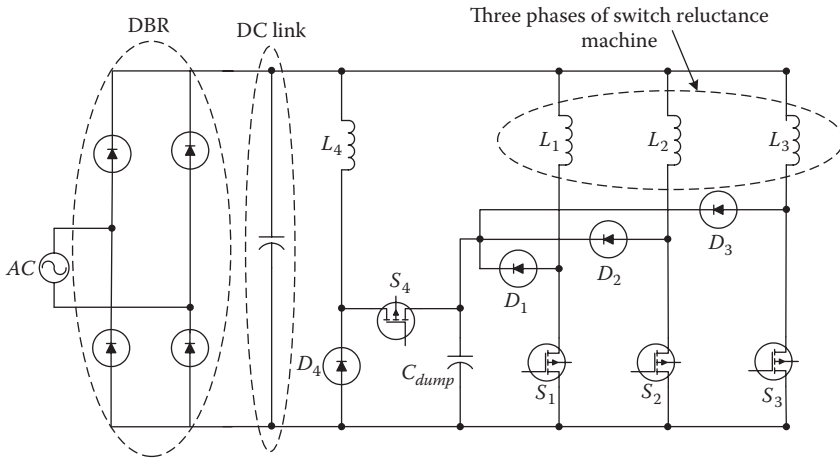 Three phases of switch reluctance
machine
DBR
DC link
L4
L1
L2
L3
D3
D2
D1
AC
S4
D4
Cdump
S1
S2
S3